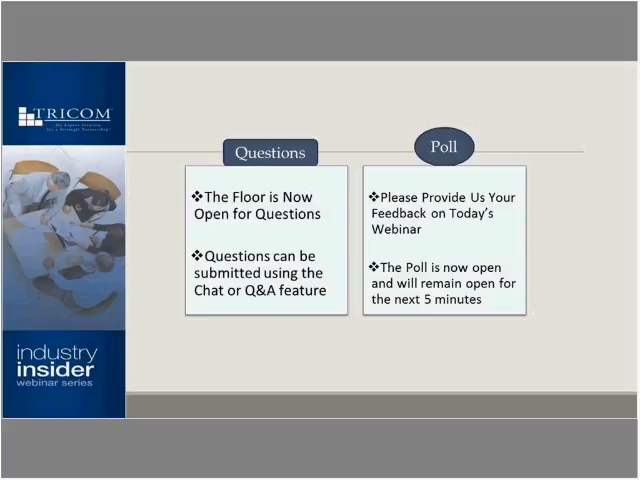 TRICOM
Questions
❖The Floor is Now
Open for Questions
❖Questions can be
submitted using the
Chat or Q&A feature
Poll
❖Please Provide Us Your
Feedback on Today's
Webinar
❖The Poll is now open
and will remain open for
the next 5 minutes
industry
insider
webinar series